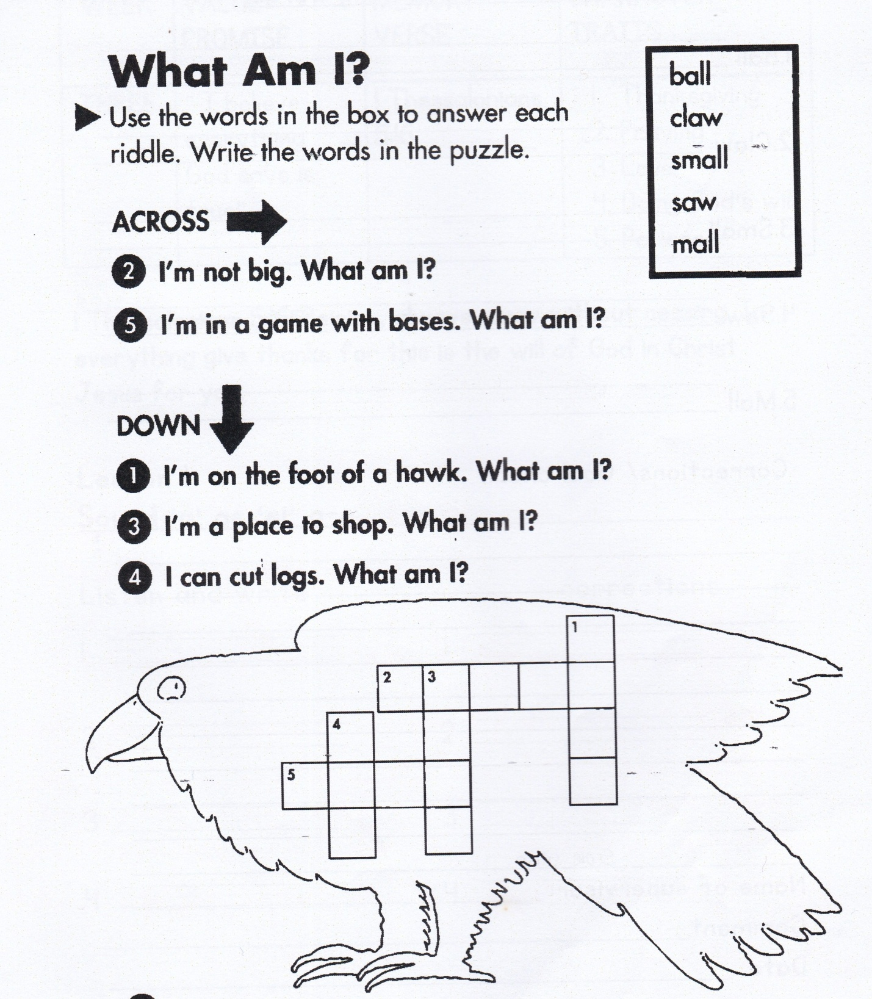 What Am I?
Use the words in the box to answer each
riddle. Write the words in the puzzle.
ball
claw
small
saw
mall
ACROSS
2 I'm not big. What am I?
5 I'm in a game with bases. What am I?
DOWN
1 I'm on the foot of a hawk. What am I?
3 I'm a place to shop. What am I?
4 I can cut logs. What am I?
1
2 3
4
5